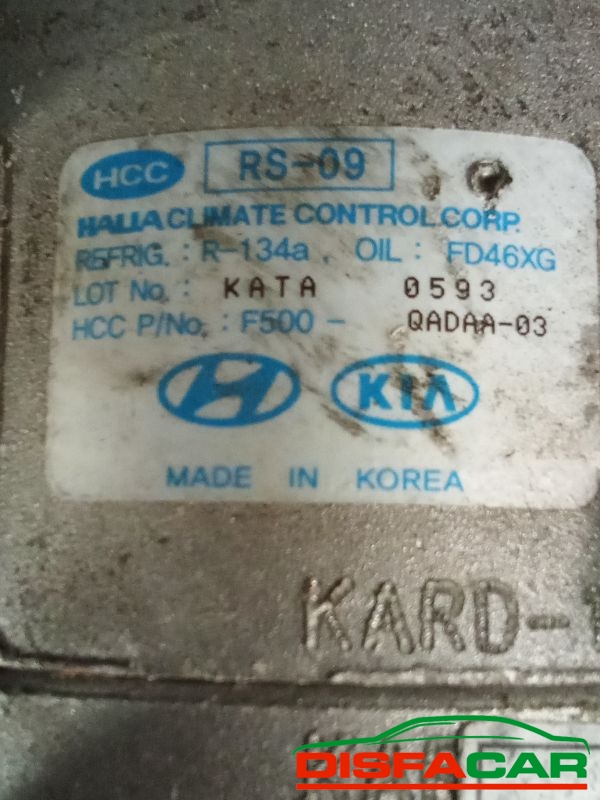 HCC RS-09
HALLA CLIMATE CONTROL CORP.
REFRIG. : R-134a , OIL : FD46XG
LOT No. : KATA 0593
HCC P/No. : F500 - QADAA-03
KIA
MADE IN KOREA
KARD-
DISFACAR